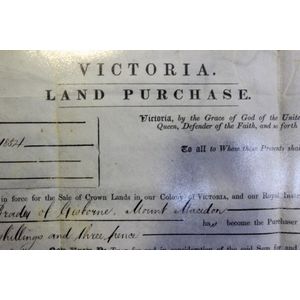 VICTORIA.
LAND PURCHASE.
Victoria, by the Grace of God of the Unite
Queen, Defender of the Faith, and so forth
To all to Whom these Presents shal
in force for the Sale of Crown Lands in our Colony of VICTORIA, and our Royal Inst
Brady of Gisborne, Mount Macedon
has become the Purchaser
shillings and three pence